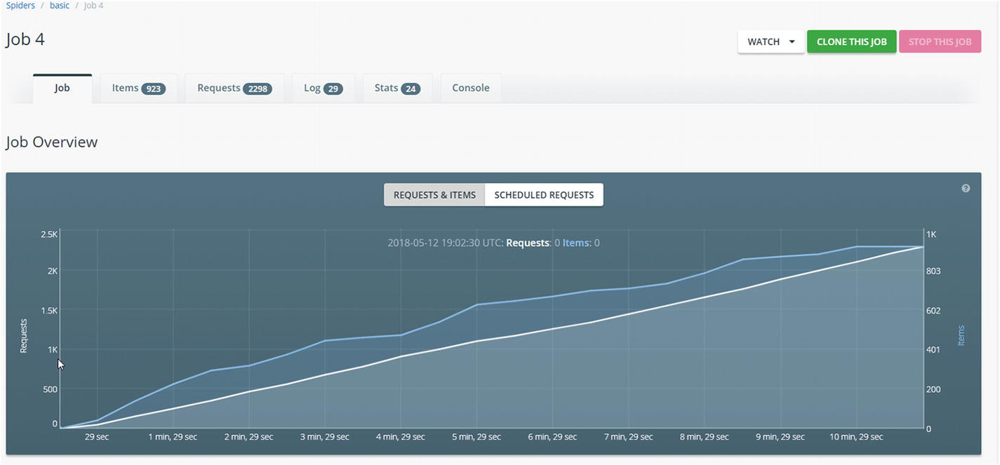 Spiders / basic / Job 4
Job 4
WATCH CLONE THIS JOB STOP THIS JOB
Job Items 923 Requests 2298 Log 29 Stats 24 Console
Job Overview
REQUESTS & ITEMS SCHEDULED REQUESTS ?
2018-05-12 19:02:30 UTC: Requests: 0 Items: 0
2.5K 1K
2K 803
1.5K 602
1K 401
500 200
0 0
Requests
Items
29 sec 1 min, 29 sec 2 min, 29 sec 3 min, 29 sec 4 min, 29 sec 5 min, 29 sec 6 min, 29 sec 7 min, 29 sec 8 min, 29 sec 9 min, 29 sec 10 min, 29 sec